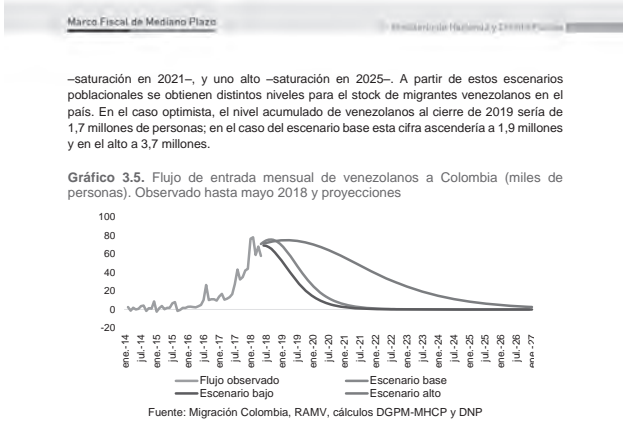 Marco Fiscal de Mediano Plazo
Ministerio de Hacienda y Crédito Público
–saturación en 2021–, y uno alto –saturación en 2025–. A partir de estos escenarios
poblacionales se obtienen distintos niveles para el stock de migrantes venezolanos en el
país. En el caso optimista, el nivel acumulado de venezolanos al cierre de 2019 sería de
1,7 millones de personas; en el caso del escenario base esta cifra ascendería a 1,9 millones
y en el alto a 3,7 millones.
Gráfico 3.5. Flujo de entrada mensual de venezolanos a Colombia (miles de
personas). Observado hasta mayo 2018 y proyecciones
100
80
60
40
20
0
-20
ene.-14
jul.-14
ene.-15
jul.-15
ene.-16
jul.-16
ene.-17
jul.-17
ene.-18
jul.-18
ene.-19
jul.-19
ene.-20
jul.-20
ene.-21
jul.-21
ene.-22
jul.-22
ene.-23
jul.-23
ene.-24
jul.-24
ene.-25
jul.-25
ene.-26
jul.-26
ene.-27
Flujo observado
Escenario base
Escenario bajo
Escenario alto
Fuente: Migración Colombia, RAMV, cálculos DGPM-MHCP y DNP